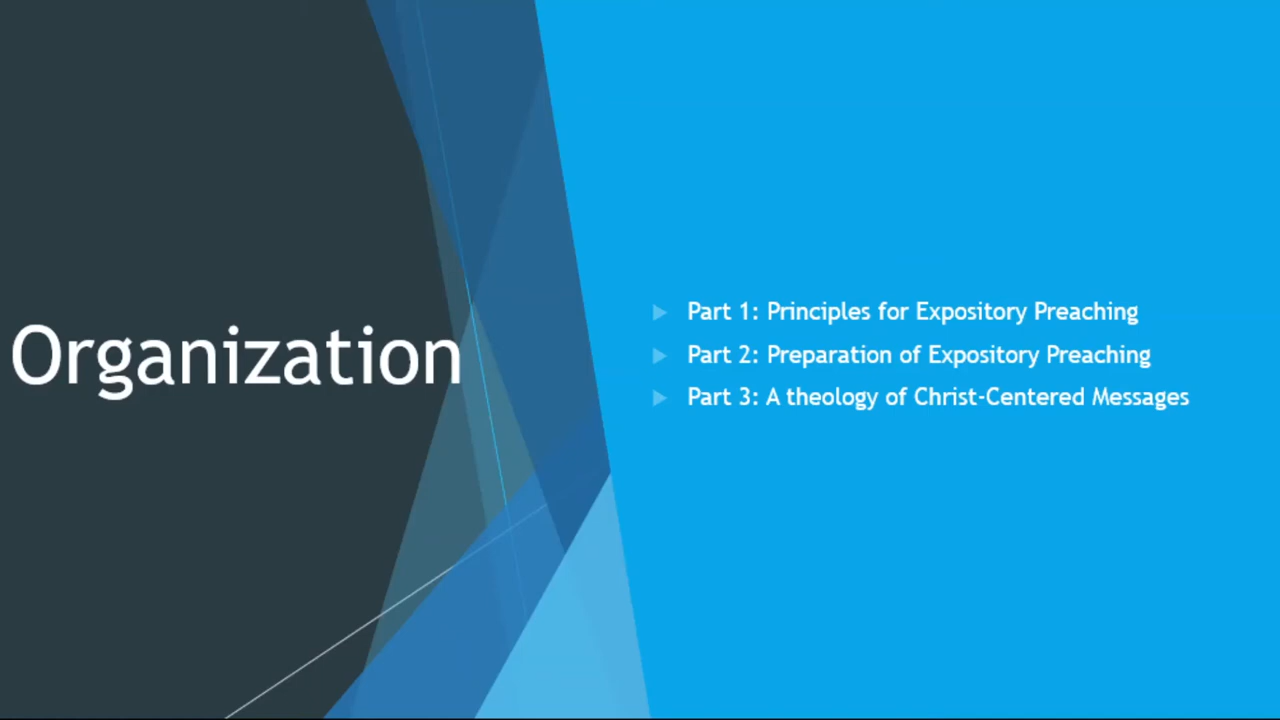 Organization
Part 1: Principles for Expository Preaching
Part 2: Preparation of Expository Preaching
Part 3: A theology of Christ-Centered Messages